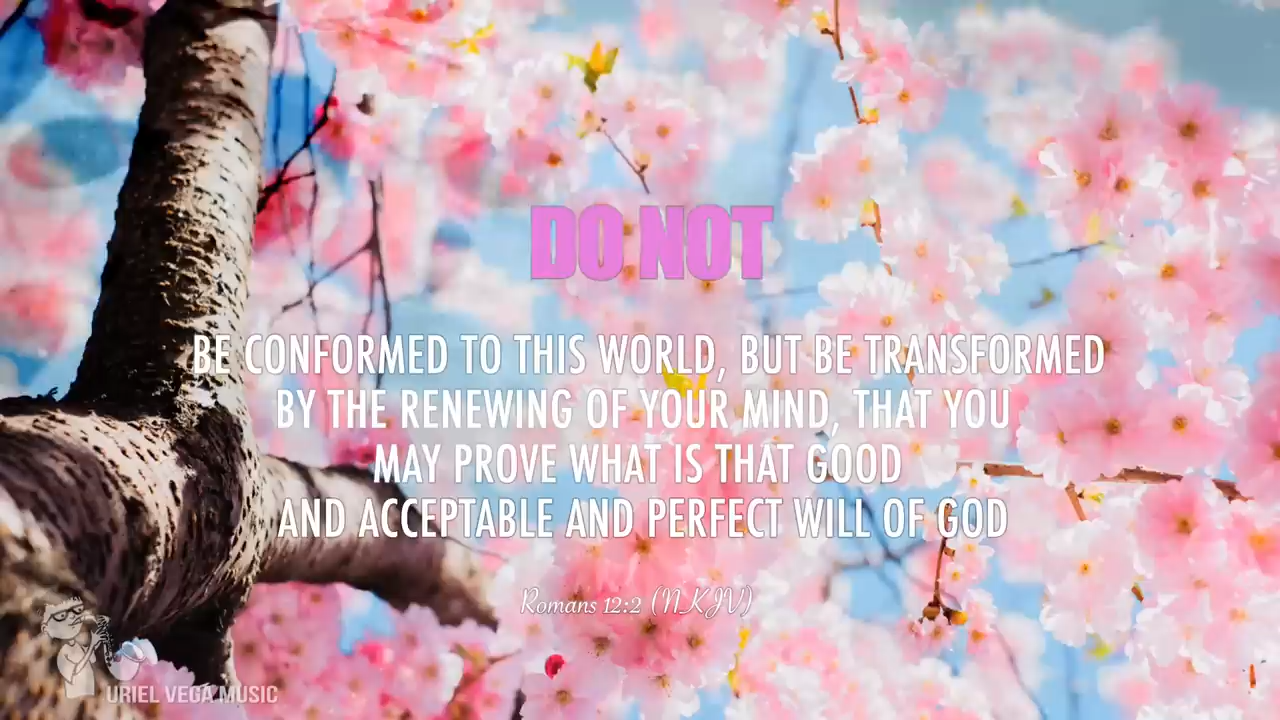 DO NOT
BE CONFORMED TO THIS WORLD, BUT BE TRANSFORMED
BY THE RENEWING OF YOUR MIND, THAT YOU
MAY PROVE WHAT IS THAT GOOD
AND ACCEPTABLE AND PERFECT WILL OF GOD
Romans 12:2 (NKJV)
URIEL VEGA MUSIC